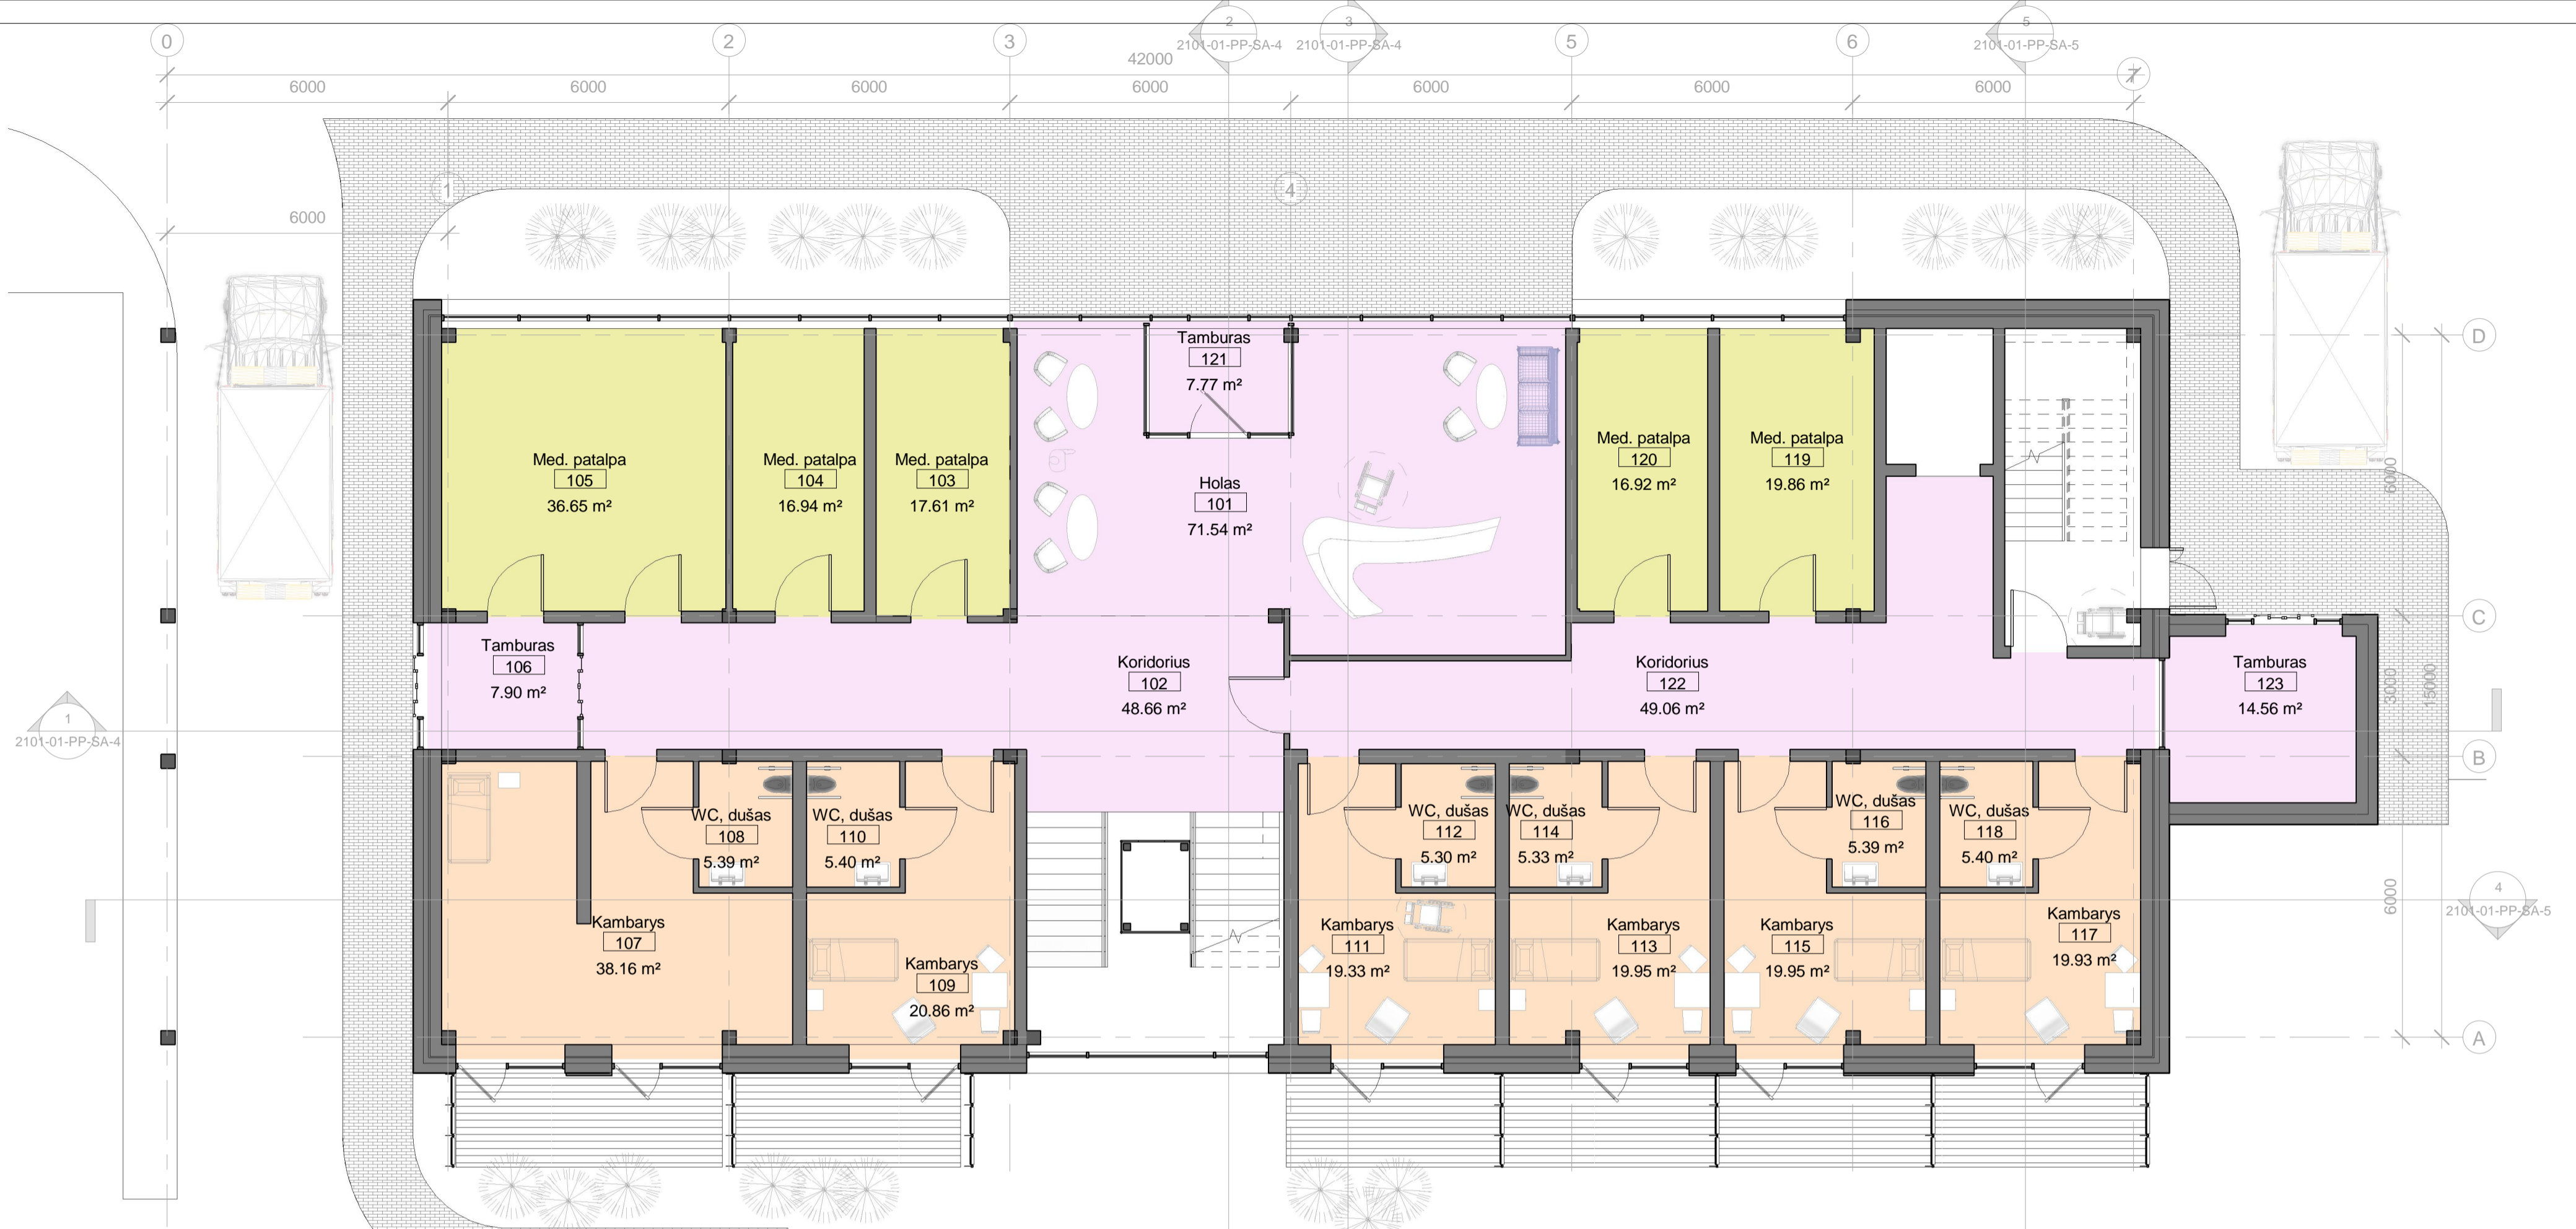 2
2101-01-PP-SA-4
3
2101-01-PP-SA-4
5
2101-01-PP-SA-5
0
2
3
5
6
7
42000
6000
6000
6000
6000
6000
6000
6000
1
4
6000
D
C
B
A
6000
3000
15000
6000
1
2101-01-PP-SA-4
4
2101-01-PP-SA-5
Tamburas
121
7.77 m²
Med. patalpa
105
36.65 m²
Med. patalpa
104
16.94 m²
Med. patalpa
103
17.61 m²
Holas
101
71.54 m²
Med. patalpa
120
16.92 m²
Med. patalpa
119
19.86 m²
Tamburas
106
7.90 m²
Koridorius
102
48.66 m²
Koridorius
122
49.06 m²
Tamburas
123
14.56 m²
WC, dušas
108
5.39 m²
WC, dušas
110
5.40 m²
WC, dušas
112
5.30 m²
WC, dušas
114
5.33 m²
WC, dušas
116
5.39 m²
WC, dušas
118
5.40 m²
Kambarys
107
38.16 m²
Kambarys
109
20.86 m²
Kambarys
111
19.33 m²
Kambarys
113
19.95 m²
Kambarys
115
19.95 m²
Kambarys
117
19.93 m²